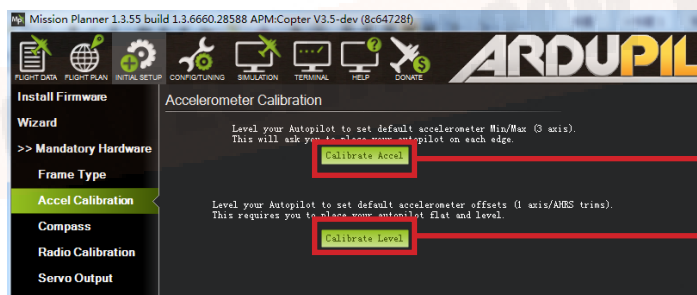 Mission Planner 1.3.55 build 1.3.6660.28588 APM:Copter V3.5-dev (8c64728f)
FLIGHT DATA FLIGHT PLAN INITIAL SETUP CONFIG/TUNING SIMULATION TERMINAL HELP DONATE
ARDUPIL
Install Firmware
Accelerometer Calibration
Wizard
>> Mandatory Hardware
Frame Type
Accel Calibration
Compass
Radio Calibration
Servo Output
Level your Autopilot to set default accelerometer Min/Max (3 axis).
This will ask you to place your autopilot on each edge.
Calibrate Accel
Level your Autopilot to set default accelerometer offsets (1 axis/AHRS trims).
This requires you to place your autopilot flat and level.
Calibrate Level